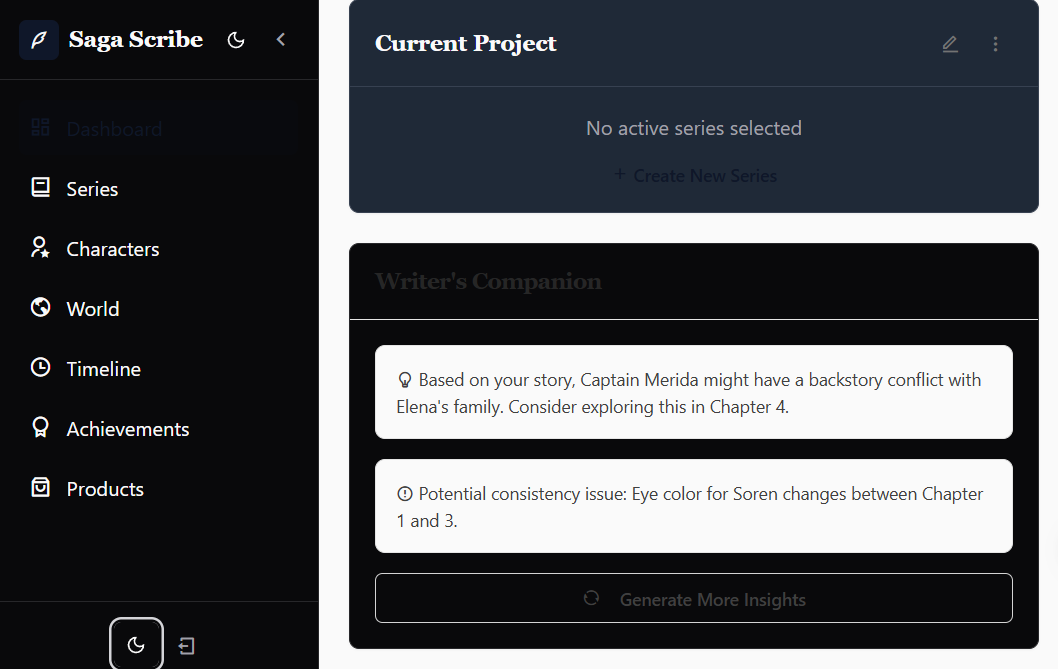 Saga Scribe
Dashboard
Series
Characters
World
Timeline
Achievements
Products
Current Project
No active series selected
+ Create New Series
Writer's Companion
Based on your story, Captain Merida might have a backstory conflict with
Elena's family. Consider exploring this in Chapter 4.
Potential consistency issue: Eye color for Soren changes between Chapter
1 and 3.
Generate More Insights